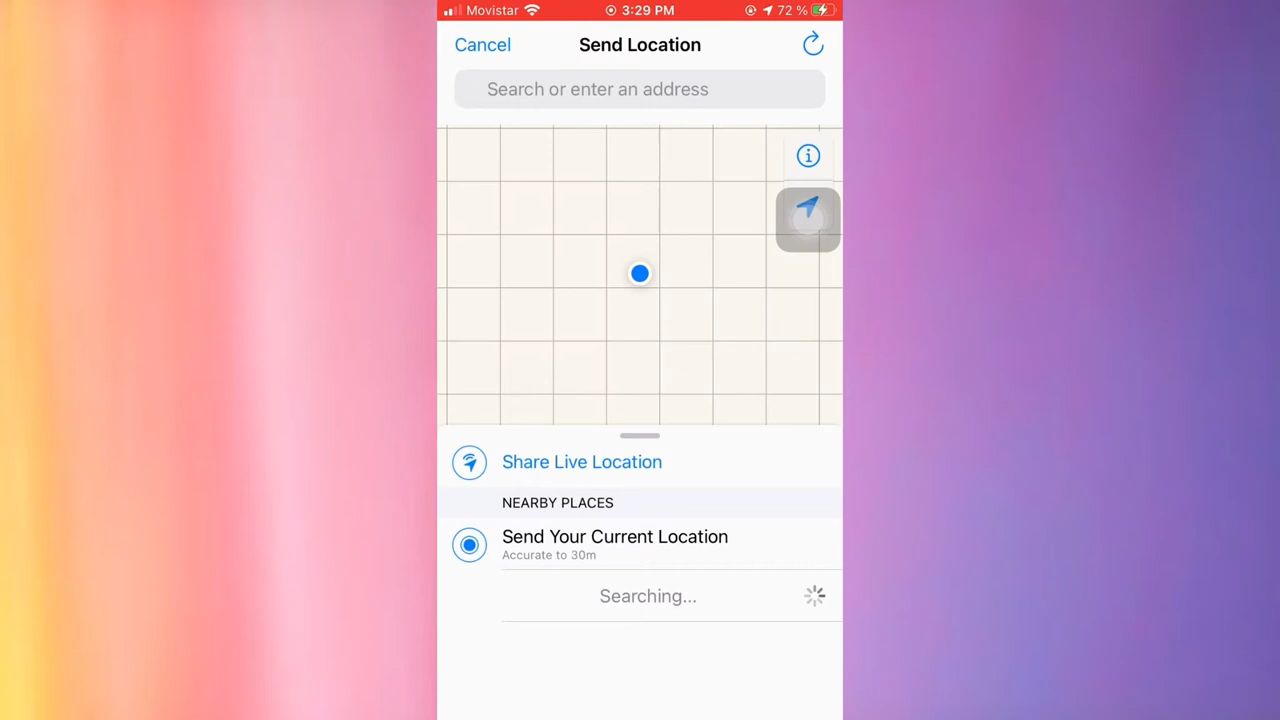 Movistar 3:29 PM 72 %
Cancel Send Location
Search or enter an address
Share Live Location
NEARBY PLACES
Send Your Current Location
Accurate to 30m
Searching...